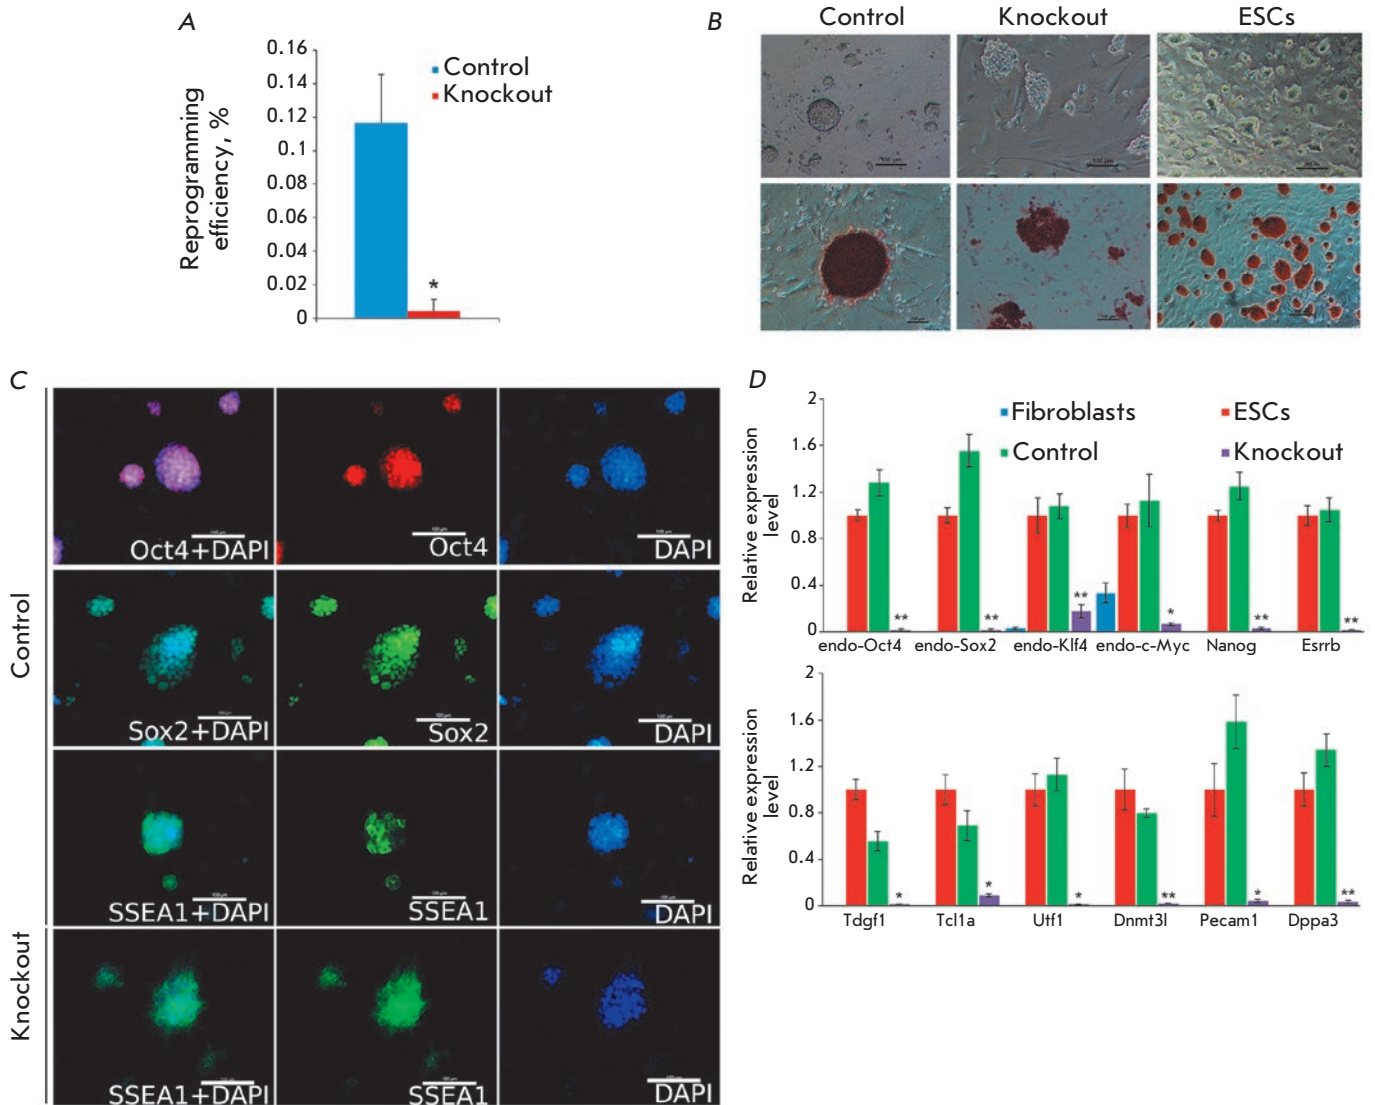 A
0.16
0.14
0.12
0.1
0.08
0.06
0.04
0.02
0
Reprogramming
efficiency, %
Control
Knockout
*
B
Control
Knockout
ESCs
C
Control
Knockout
Oct4+DAPI
Oct4
DAPI
Sox2+DAPI
Sox2
DAPI
SSEA1+DAPI
SSEA1
DAPI
SSEA1+DAPI
SSEA1
DAPI
D
Relative expression
level
2
1.6
1.2
0.8
0.4
0
Fibroblasts
ESCs
Control
Knockout
** ** ** * ** **
endo-Oct4 endo-Sox2 endo-Klf4 endo-c-Myc Nanog Esrrb
Relative expression
level
2
1.6
1.2
0.8
0.4
0
* * * ** * **
Tdgf1 Tcl1a Utf1 Dnmt3l Pecam1 Dppa3